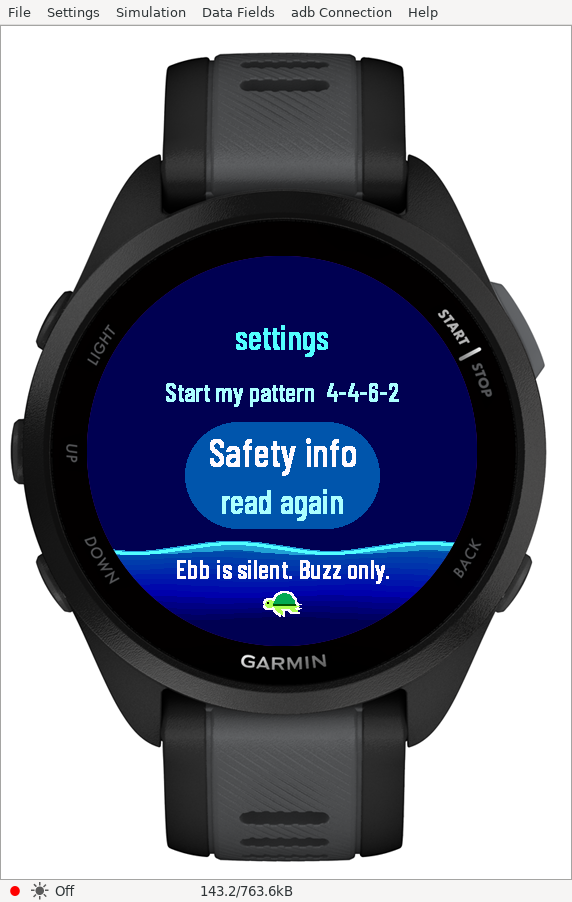 File Settings Simulation Data Fields adb Connection Help
LIGHT
START
STOP
UP
DOWN
BACK
settings
Start my pattern 4-4-6-2
Safety info
read again
Ebb is silent. Buzz only.
GARMIN
Off 143.2/763.6kB